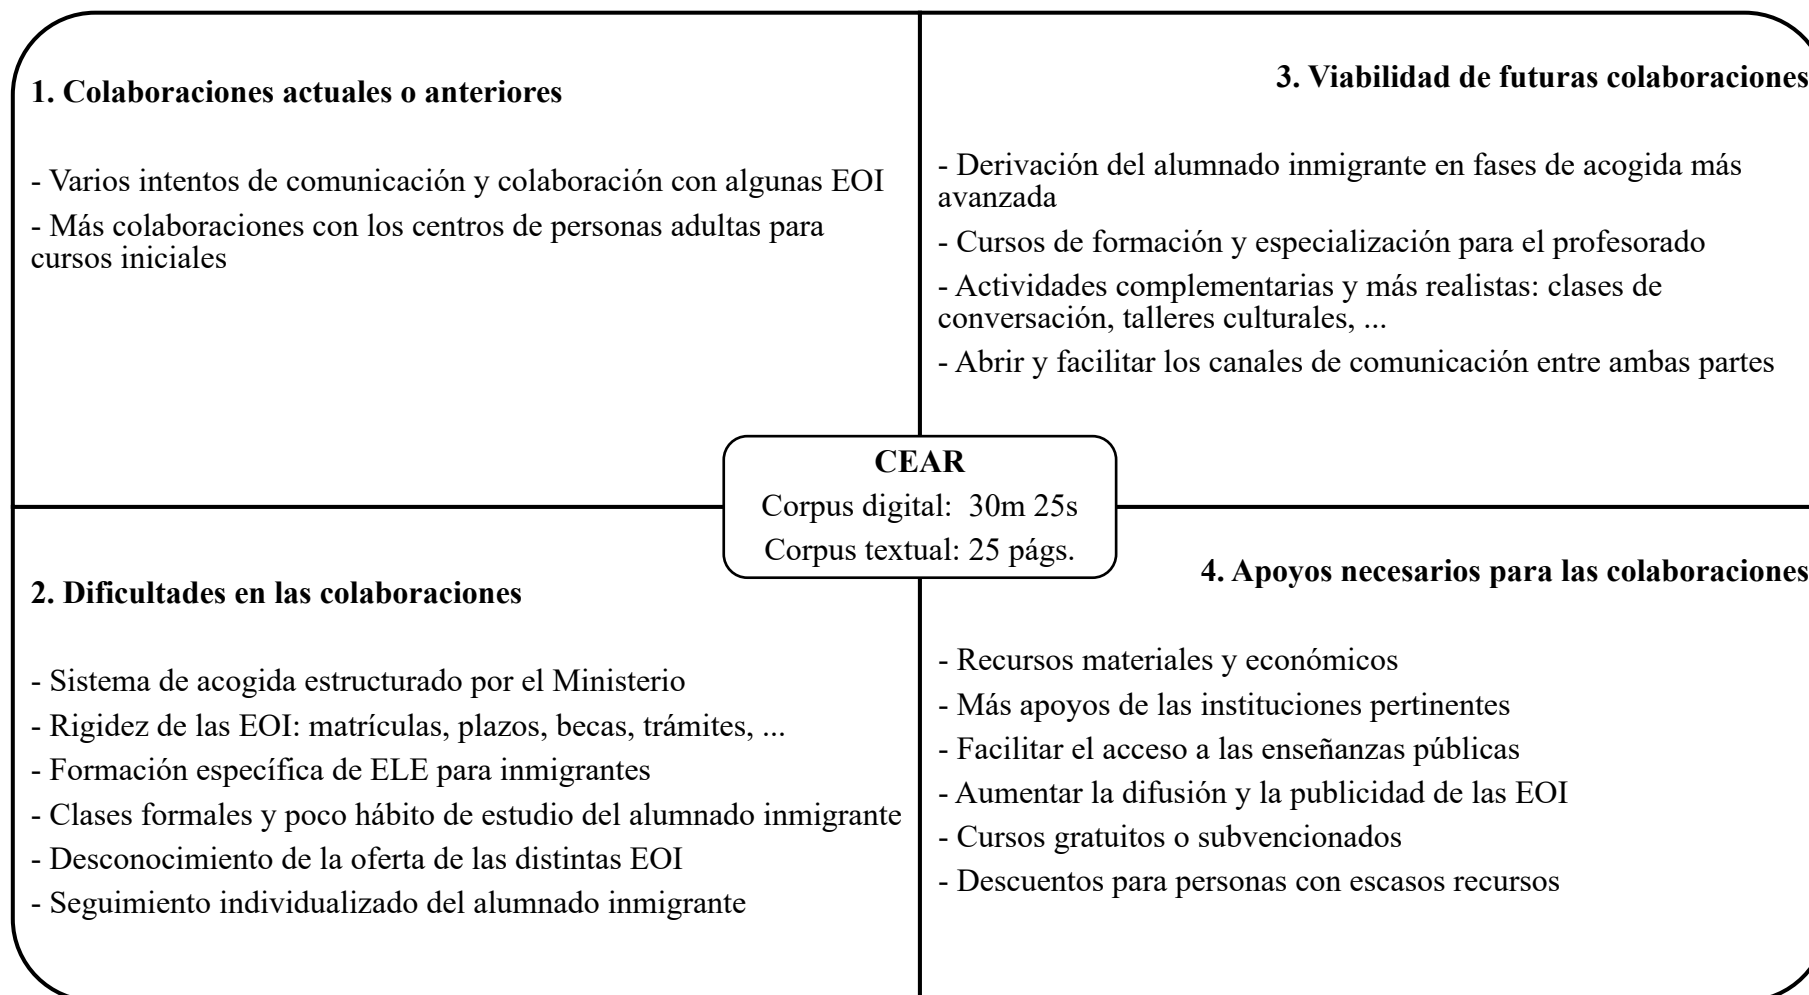 1. Colaboraciones actuales o anteriores
- Varios intentos de comunicación y colaboración con algunas EOI
- Más colaboraciones con los centros de personas adultas para
cursos iniciales
3. Viabilidad de futuras colaboraciones
- Derivación del alumnado inmigrante en fases de acogida más
avanzada
- Cursos de formación y especialización para el profesorado
- Actividades complementarias y más realistas: clases de
conversación, talleres culturales, ...
- Abrir y facilitar los canales de comunicación entre ambas partes
CEAR
Corpus digital: 30m 25s
Corpus textual: 25 págs.
2. Dificultades en las colaboraciones
- Sistema de acogida estructurado por el Ministerio
- Rigidez de las EOI: matrículas, plazos, becas, trámites, ...
- Formación específica de ELE para inmigrantes
- Clases formales y poco hábito de estudio del alumnado inmigrante
- Desconocimiento de la oferta de las distintas EOI
- Seguimiento individualizado del alumnado inmigrante
4. Apoyos necesarios para las colaboraciones
- Recursos materiales y económicos
- Más apoyos de las instituciones pertinentes
- Facilitar el acceso a las enseñanzas públicas
- Aumentar la difusión y la publicidad de las EOI
- Cursos gratuitos o subvencionados
- Descuentos para personas con escasos recursos